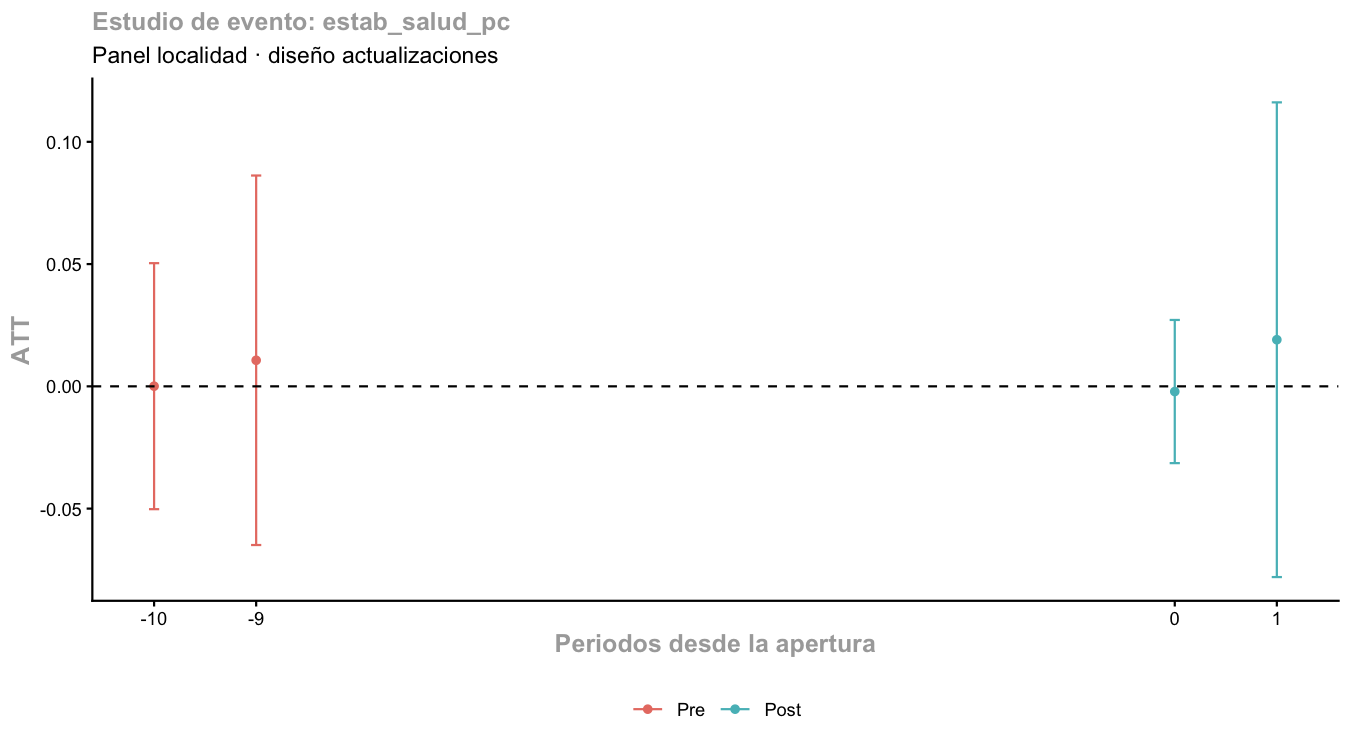 Estudio de evento: estab_salud_pc
Panel localidad · diseño actualizaciones
ATT
0.10
0.05
0.00
-0.05
-10 -9 0 1
Periodos desde la apertura
Pre Post